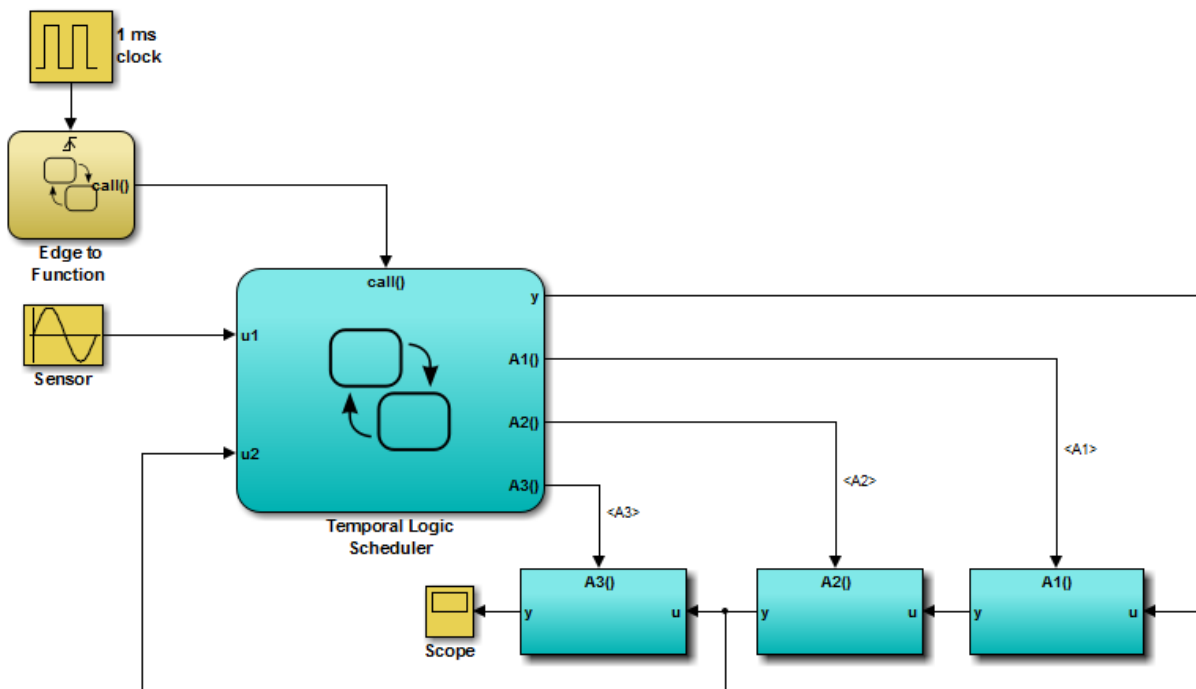 1 ms
clock
call()
Edge to
Function
call()
y
u1
Sensor
A1()
A2()
u2
A3()
<A1>
<A2>
<A3>
Temporal Logic
Scheduler
A3()
A2()
A1()
y
u
y
u
y
u
Scope